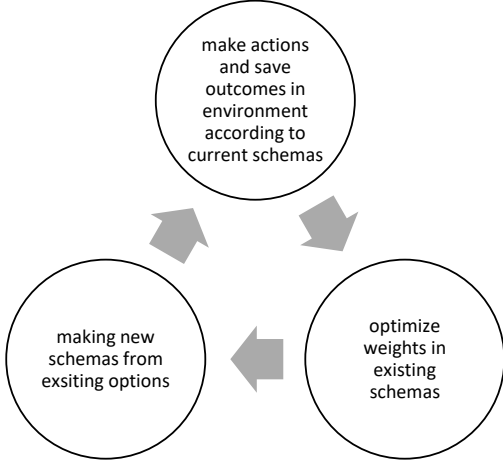 make actions
and save
outcomes in
environment
according to
current schemas
optimize
weights in
existing
schemas
making new
schemas from
exsiting options